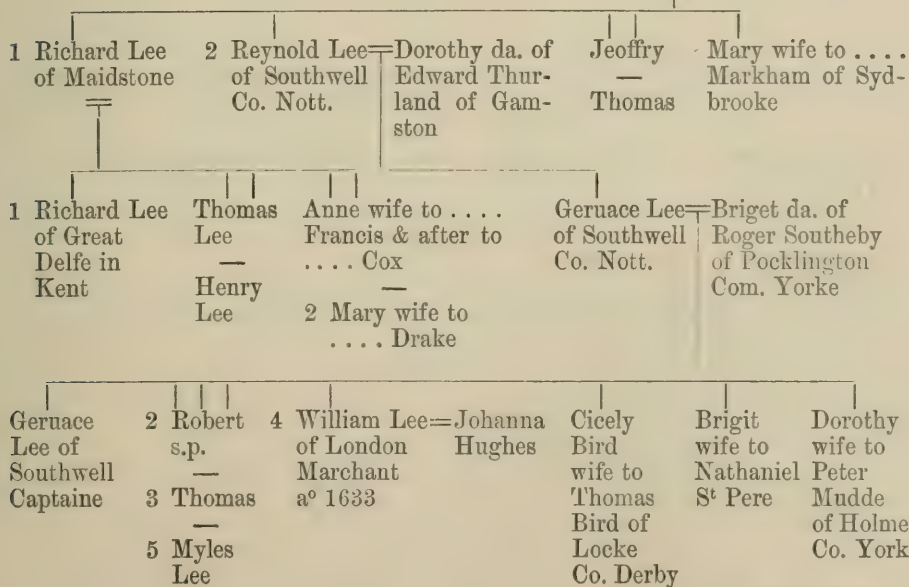 1 Richard Lee
of Maidstone
2 Reynold Lee
of Southwell
Co. Nott.
Dorothy da. of
Edward Thur-
land of Gam-
ston
Jeoffry
—
Thomas
Mary wife to ....
Markham of Syd-
brooke
1 Richard Lee
of Great
Delfe in
Kent
Thomas
Lee
—
Henry
Lee
Anne wife to ....
Francis & after to
.... Cox
—
2 Mary wife to
.... Drake
Geruace Lee
of Southwell
Co. Nott.
Briget da. of
Roger Southeby
of Pocklington
Com. Yorke
Geruace
Lee of
Southwell
Captaine
2 Robert
s.p.
—
3 Thomas
—
5 Myles
Lee
4 William Lee
of London
Marchant
aº 1633
Johanna
Hughes
Cicely
Bird
wife to
Thomas
Bird of
Locke
Co. Derby
Brigit
wife to
Nathaniel
Sᵗ Pere
Dorothy
wife to
Peter
Mudde
of Holme
Co. York